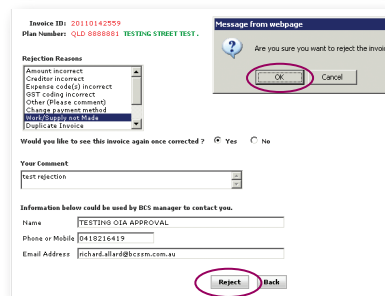 Invoice ID: 20110142559
Plan Number: QLD 8888881 TESTING STREET TEST.
Message from webpage
Are you sure you want to reject the invoi
OK Cancel
Rejection Reasons
Amount incorrect
Creditor incorrect
Expense code(s) incorrect
GST coding incorrect
Other (Please comment)
Change payment method
Work/Supply not Made
Duplicate Invoice
Would you like to see this invoice again once corrected ? Yes No
Your Comment
test rejection
Information below could be used by BCS manager to contact you.
Name TESTING OIA APPROVAL
Phone or Mobile 0418216419
Email Address richard.allard@bcssm.com.au
Reject Back